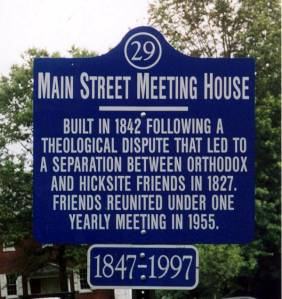 29
MAIN STREET MEETING HOUSE
BUILT IN 1842 FOLLOWING A
THEOLOGICAL DISPUTE THAT LED TO
A SEPARATION BETWEEN ORTHODOX
AND HICKSITE FRIENDS IN 1827.
FRIENDS REUNITED UNDER ONE
YEARLY MEETING IN 1955.
1847:1997